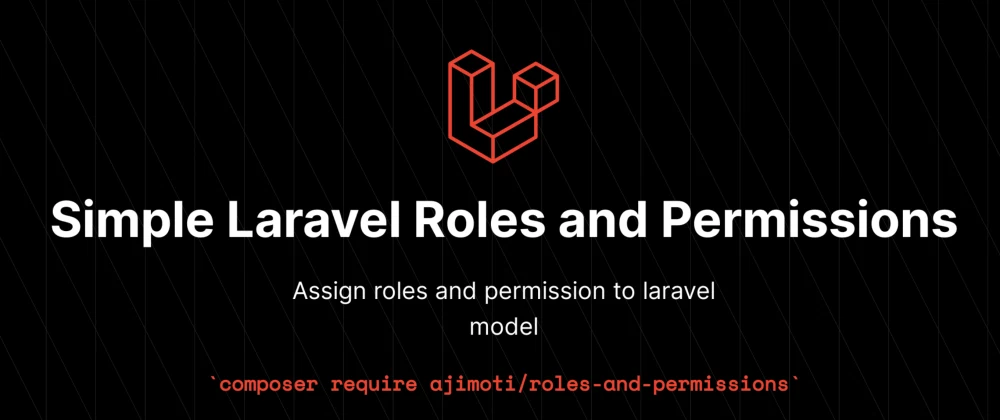 Simple Laravel Roles and Permissions
Assign roles and permission to laravel
model
`composer require ajimoti/roles-and-permissions`